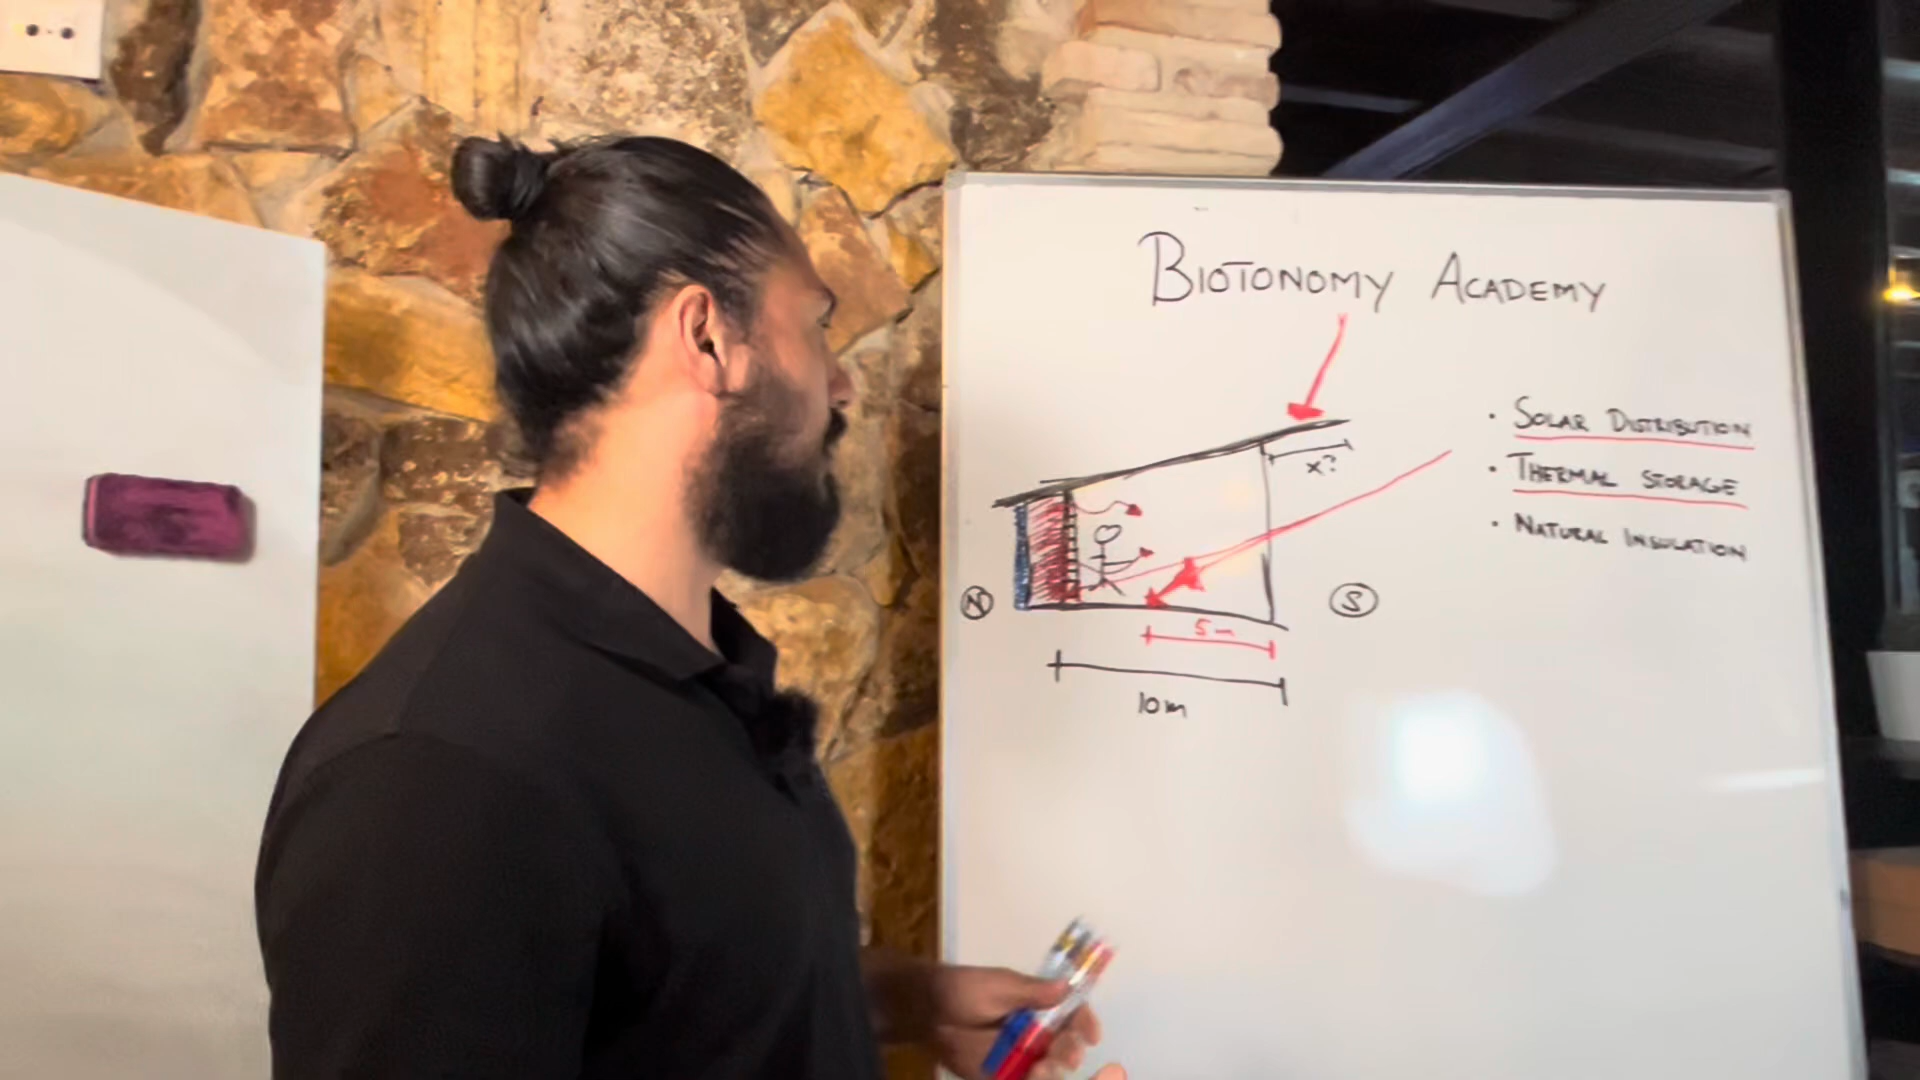 BIOTONOMY ACADEMY
• SOLAR DISTRIBUTION
• THERMAL STORAGE
• NATURAL INSULATION
x?
N
S
5m
10m